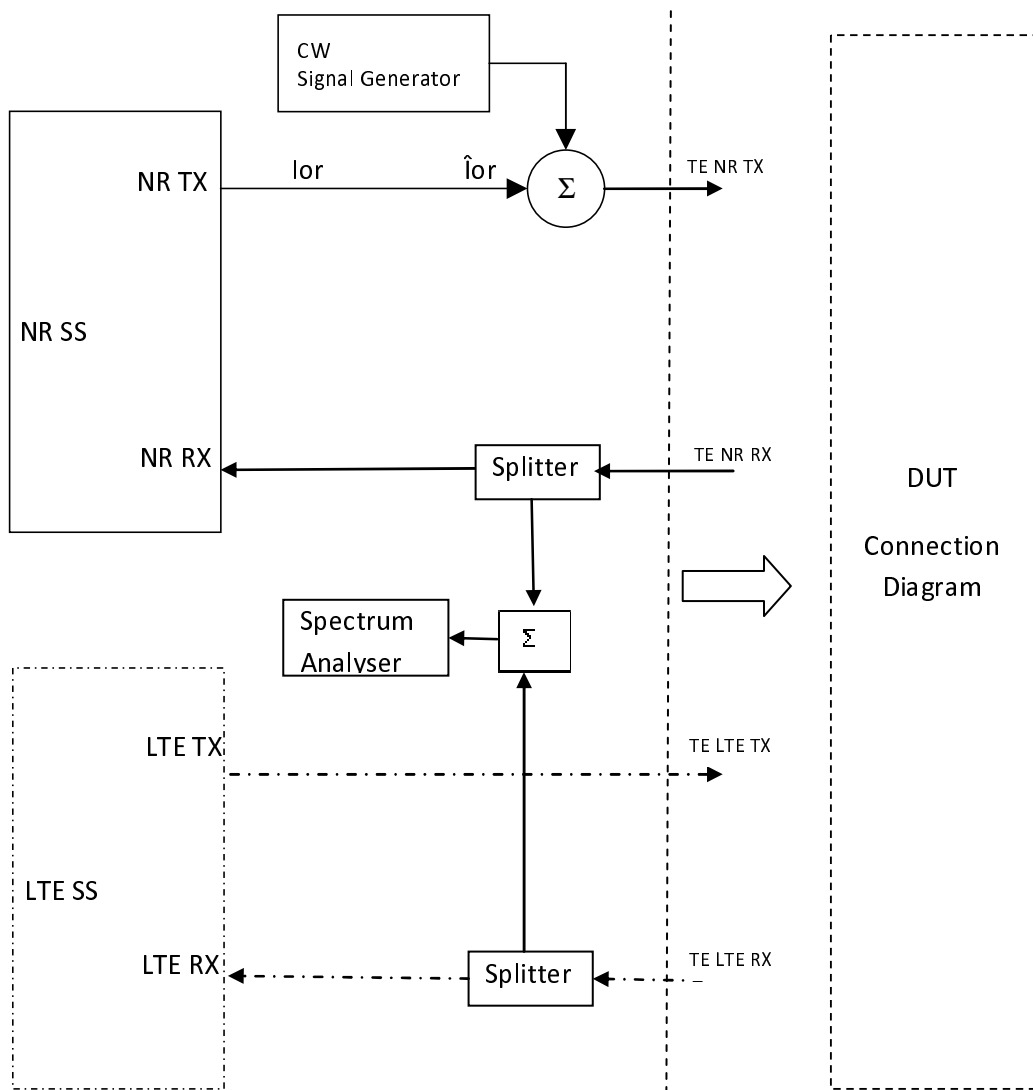 CW
Signal Generator
NR TX
Ior
Îor
Σ
TE NR TX
NR SS
NR RX
Splitter
TE NR RX
DUT
Connection
Diagram
Spectrum
Analyser
Σ
LTE TX
TE LTE TX
LTE SS
LTE RX
Splitter
TE LTE RX